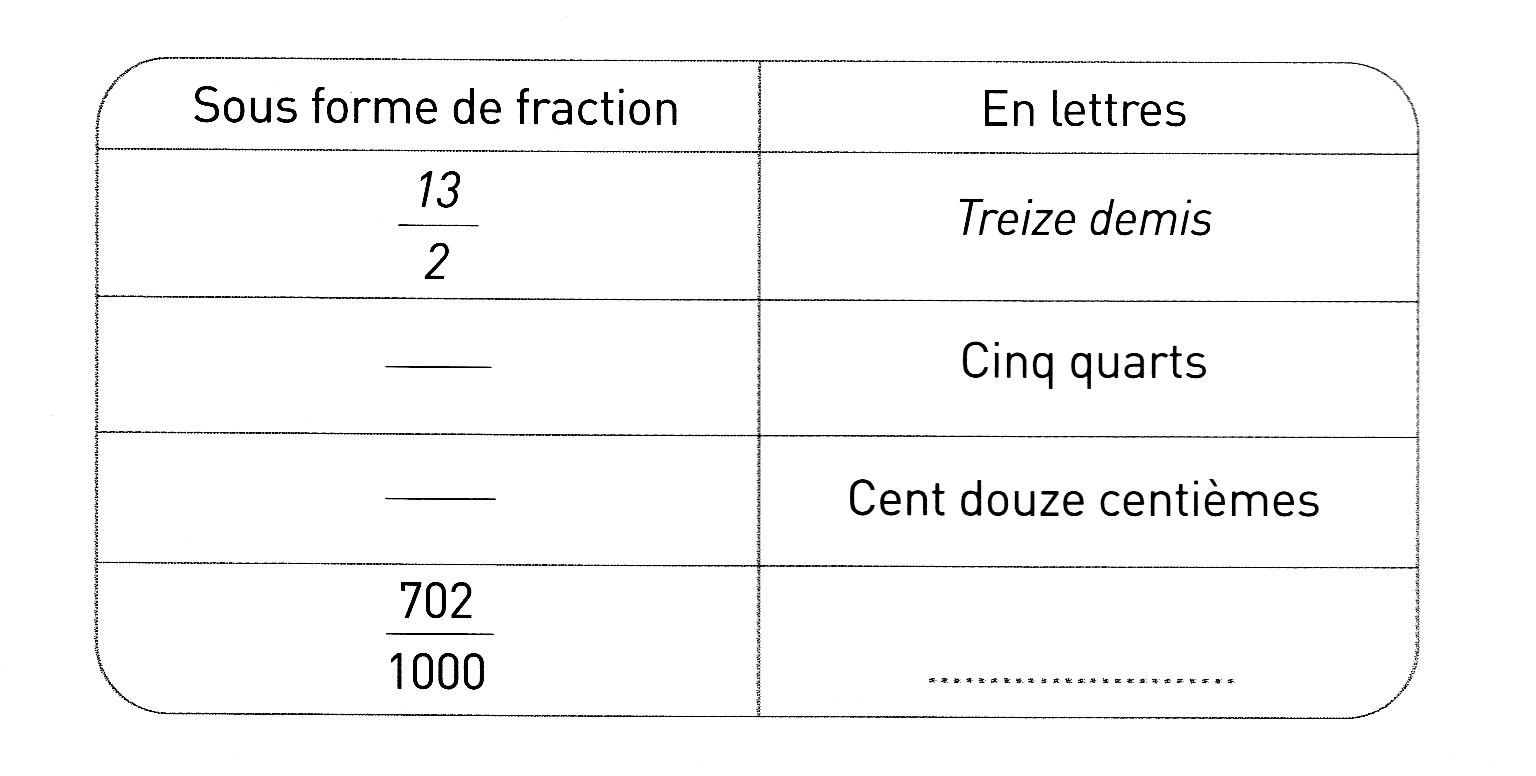 Sous forme de fraction En lettres
13
2
Treize demis
Cinq quarts
Cent douze centièmes
702
1000
........................